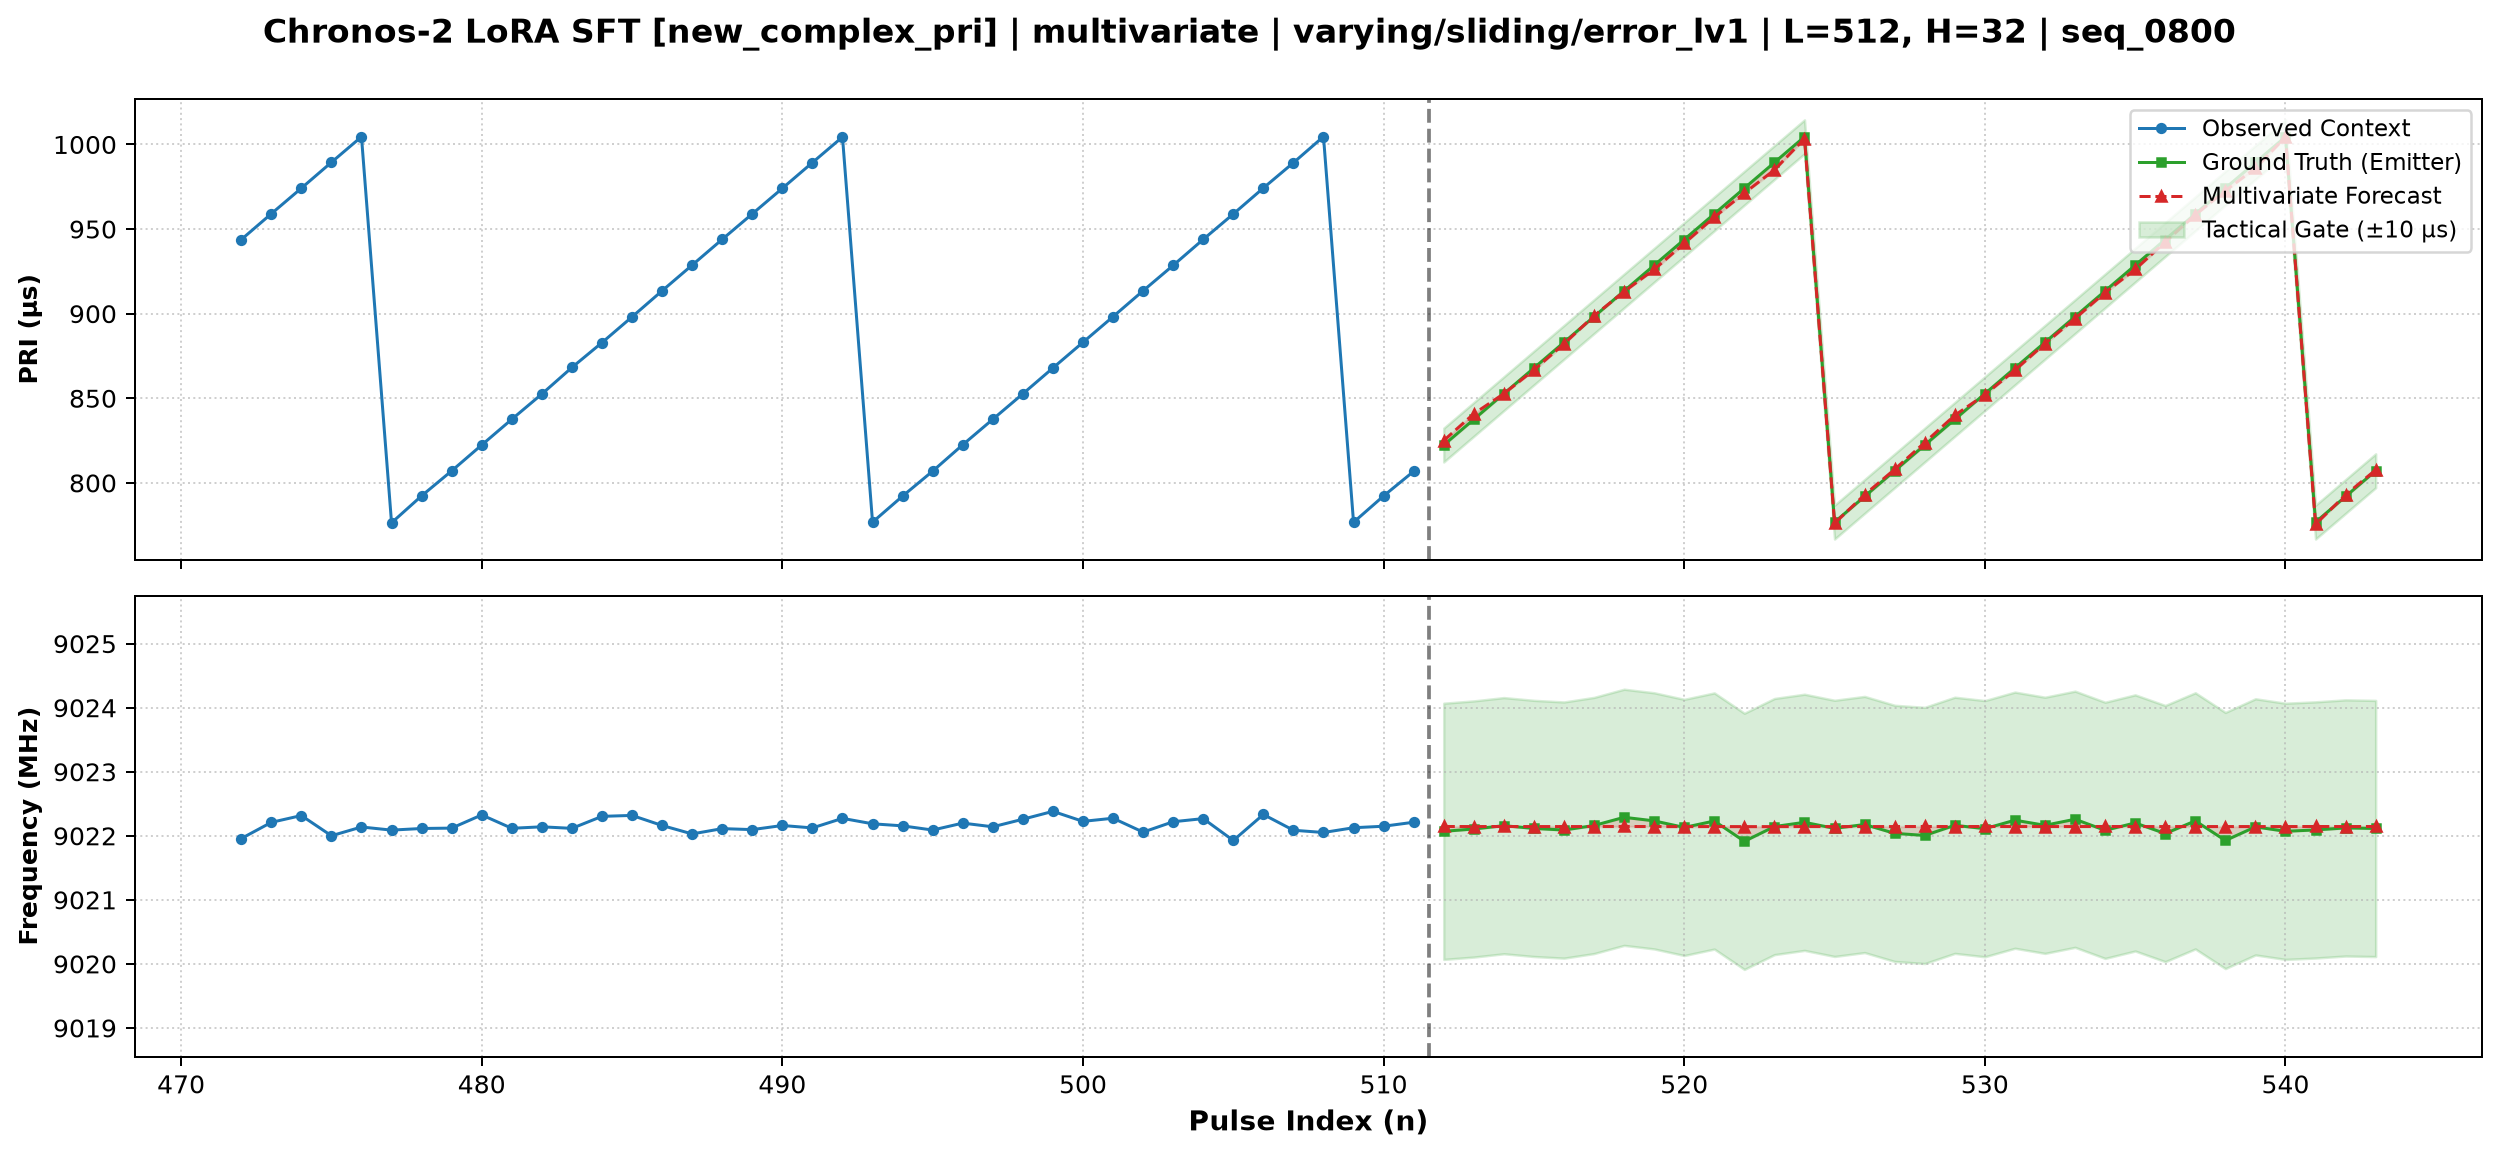 Chronos-2 LoRA SFT [new_complex_pri] | multivariate | varying/sliding/error_lv1 | L=512, H=32 | seq_0800
PRI (µs)
1000
950
900
850
800
Observed Context
Ground Truth (Emitter)
Multivariate Forecast
Tactical Gate (±10 µs)
Frequency (MHz)
9025
9024
9023
9022
9021
9020
9019
470 480 490 500 510 520 530 540
Pulse Index (n)